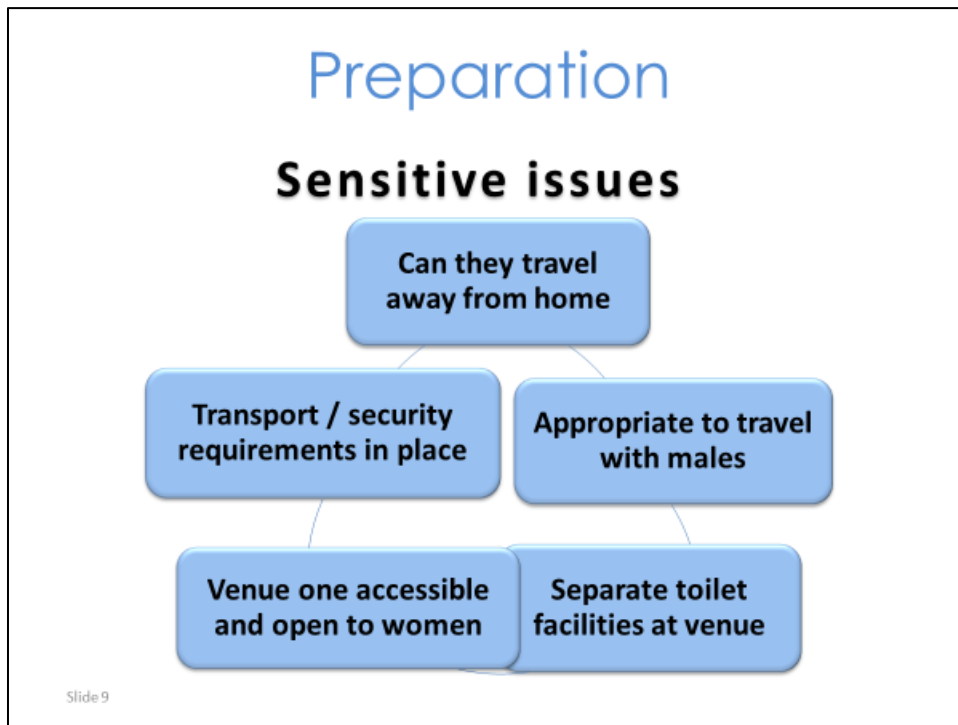 Preparation
Sensitive issues
Can they travel
away from home
Transport / security
requirements in place
Appropriate to travel
with males
Venue one accessible
and open to women
Separate toilet
facilities at venue
Slide 9